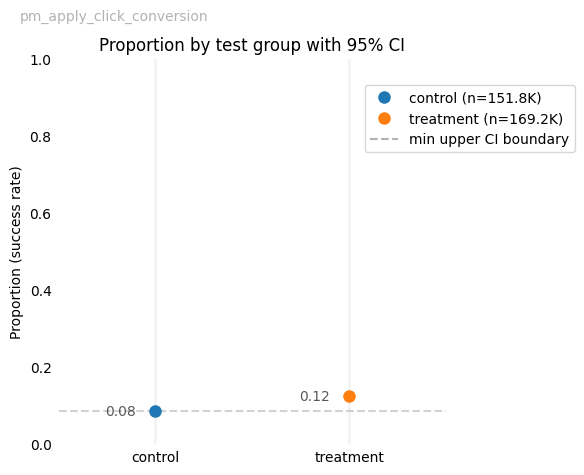 pm_apply_click_conversion
Proportion by test group with 95% CI
1.0
0.8
0.6
0.4
0.2
0.0
Proportion (success rate)
control (n=151.8K)
treatment (n=169.2K)
min upper CI boundary
0.08
0.12
control
treatment